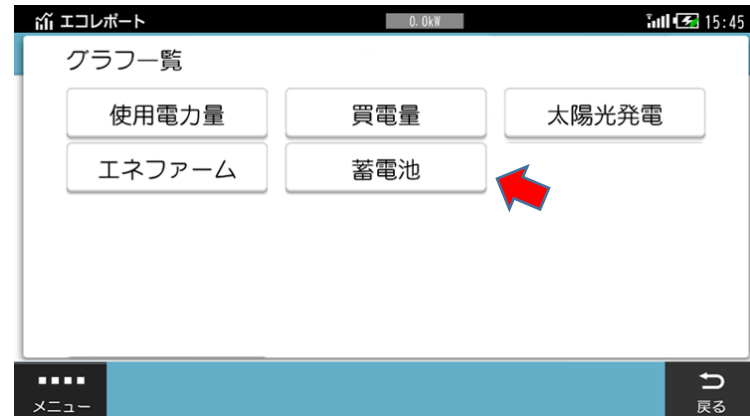 エコレポート 0.0kW 15:45
グラフ一覧
使用電力量 買電量 太陽光発電
エネファーム 蓄電池
メニュー 戻る